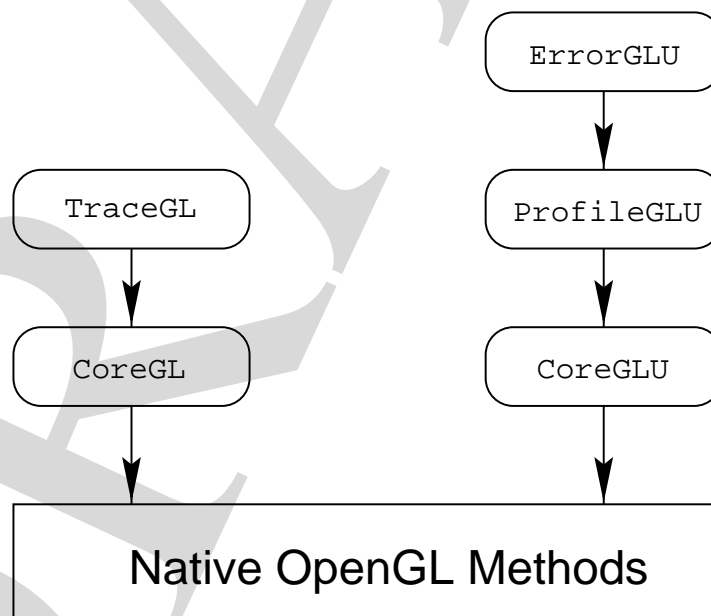 ErrorGLU
TraceGL
ProfileGLU
CoreGL
CoreGLU
Native OpenGL Methods